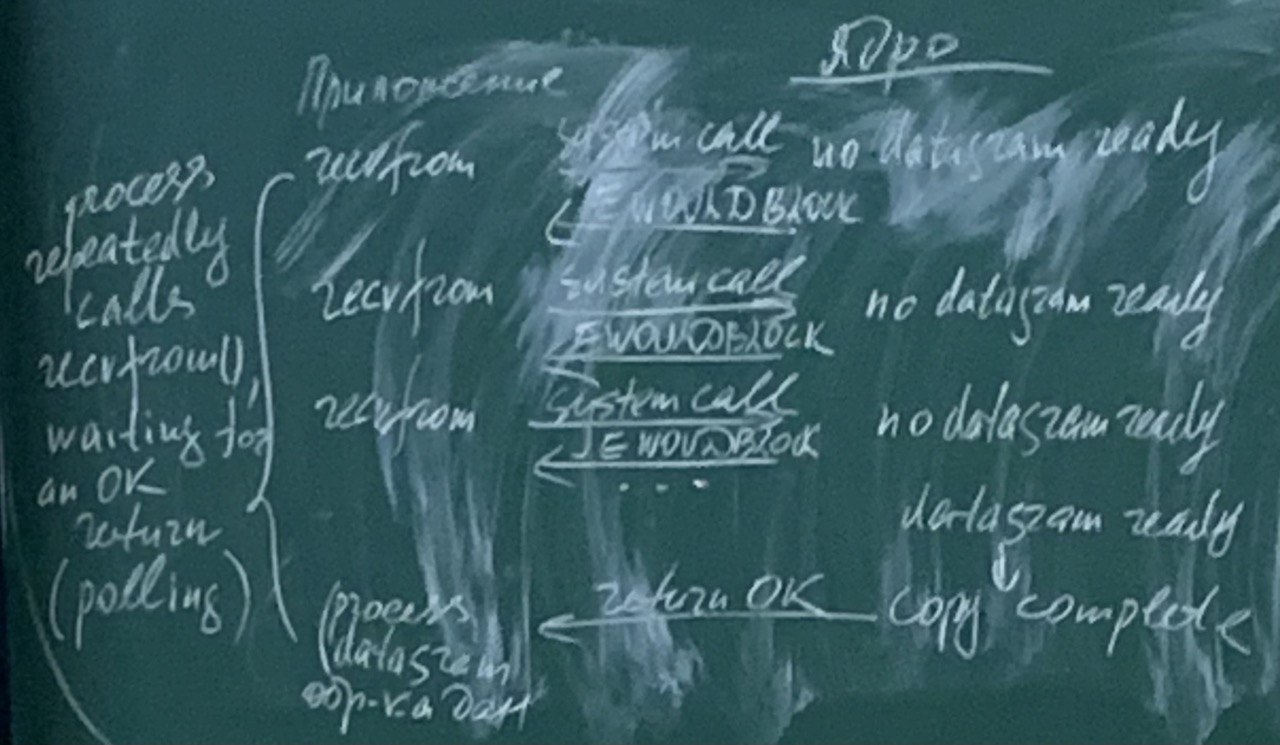 Приложение
Ядро
process
repeatedly
calls
recvfrom(),
waiting for
an OK
return
(polling)
recvfrom
system call
no datagram ready
EWOULDBLOCK
recvfrom
system call
no datagram ready
EWOULDBLOCK
recvfrom
system call
no datagram ready
EWOULDBLOCK
...
datagram ready
return OK
copy complete
(process
datagram
обр-ка дан